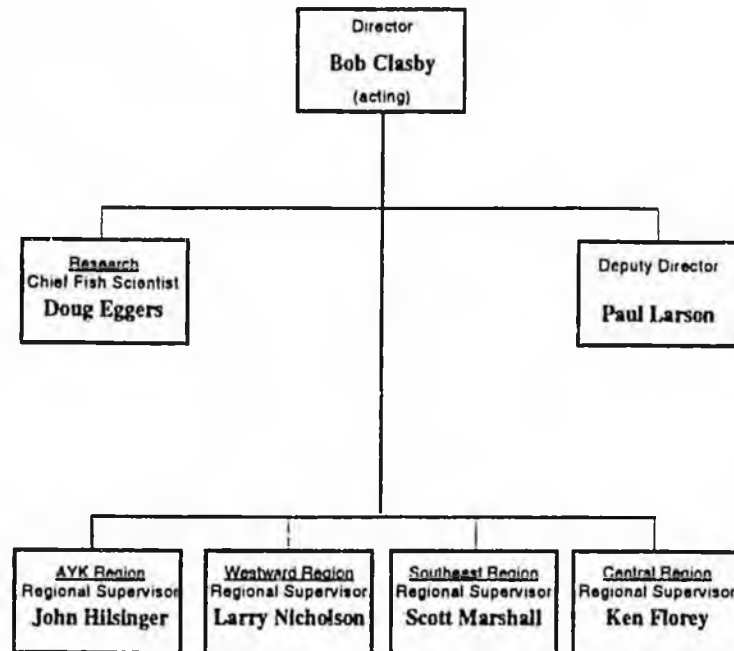 Director
Bob Clasby
(acting)
Research
Chief Fish Scientist
Doug Eggers
Deputy Director
Paul Larson
AYK Region
Regional Supervisor
John Hilsinger
Westward Region
Regional Supervisor
Larry Nicholson
Southeast Region
Regional Supervisor
Scott Marshall
Central Region
Regional Supervisor
Ken Florey